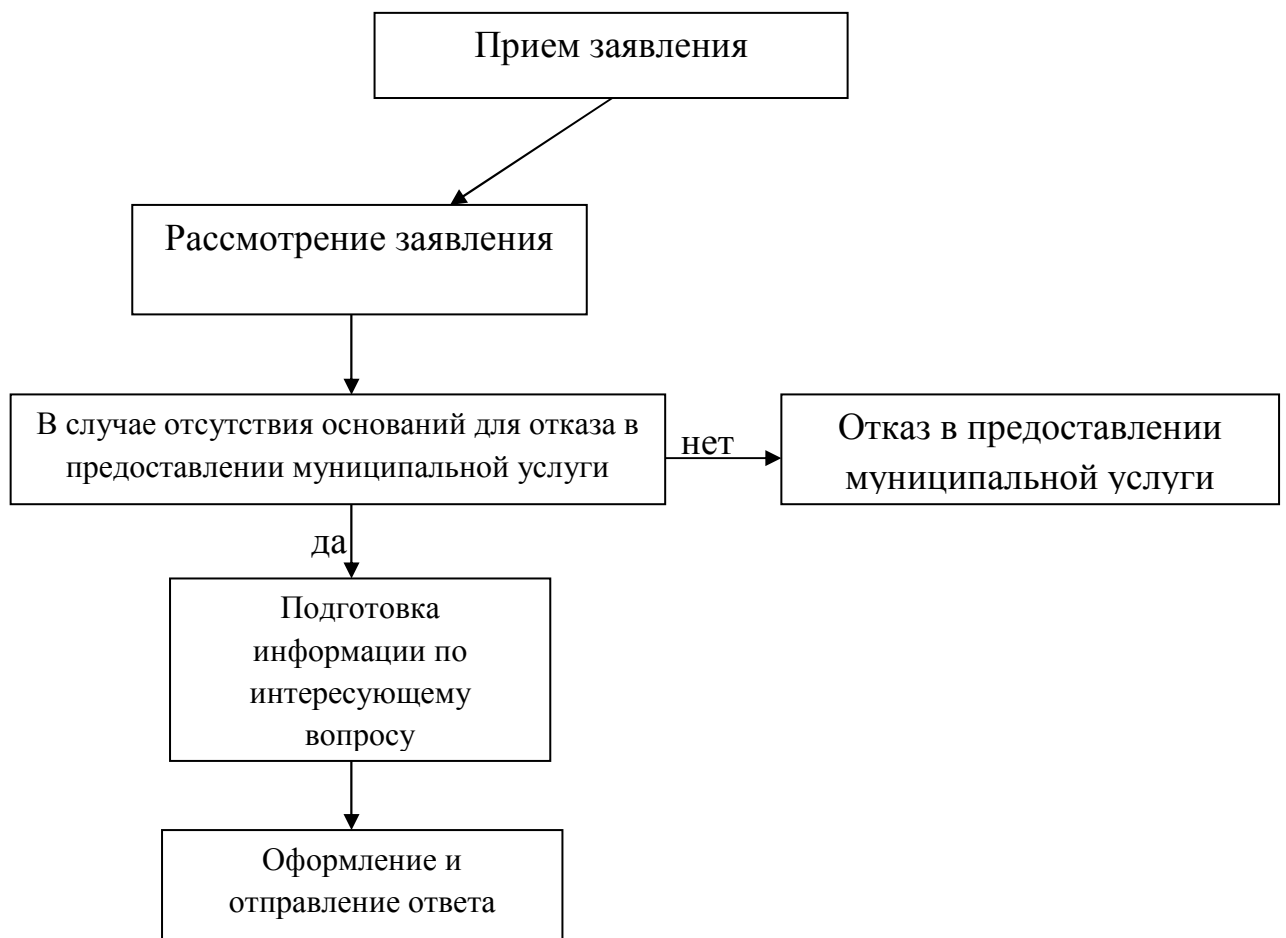 Прием заявления
Рассмотрение заявления
В случае отсутствия оснований для отказа в
предоставлении муниципальной услуги
нет
Отказ в предоставлении
муниципальной услуги
да
Подготовка
информации по
интересующему
вопросу
Оформление и
отправление ответа